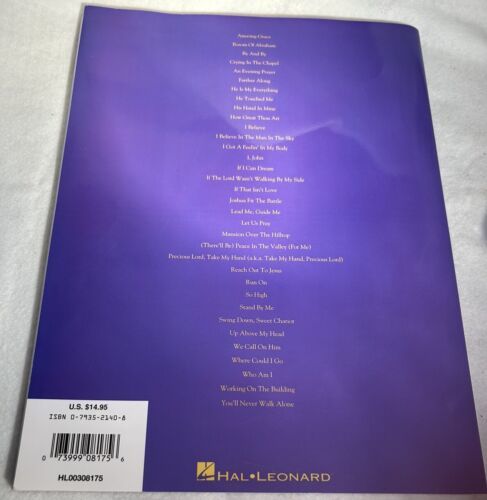 Amazing Grace
Bosom Of Abraham
By And By
Crying In The Chapel
An Evening Prayer
Farther Along
He Is My Everything
He Touched Me
His Hand In Mine
How Great Thou Art
I Believe
I Believe In The Man In The Sky
I Got A Feelin' In My Body
I, John
If I Can Dream
If The Lord Wasn't Walking By My Side
If That Isn't Love
Joshua Fit The Battle
Lead Me, Guide Me
Let Us Pray
Mansion Over The Hilltop
(There'll Be) Peace In The Valley (For Me)
Precious Lord, Take My Hand (a.k.a. Take My Hand, Precious Lord)
Reach Out To Jesus
Run On
So High
Stand By Me
Swing Down, Sweet Chariot
Up Above My Head
We Call On Him
Where Could I Go
Who Am I
Working On The Building
You'll Never Walk Alone
U.S. $14.95
ISBN 0-7935-2140-8
0 73999 08175 6
HL00308175
HAL•LEONARD